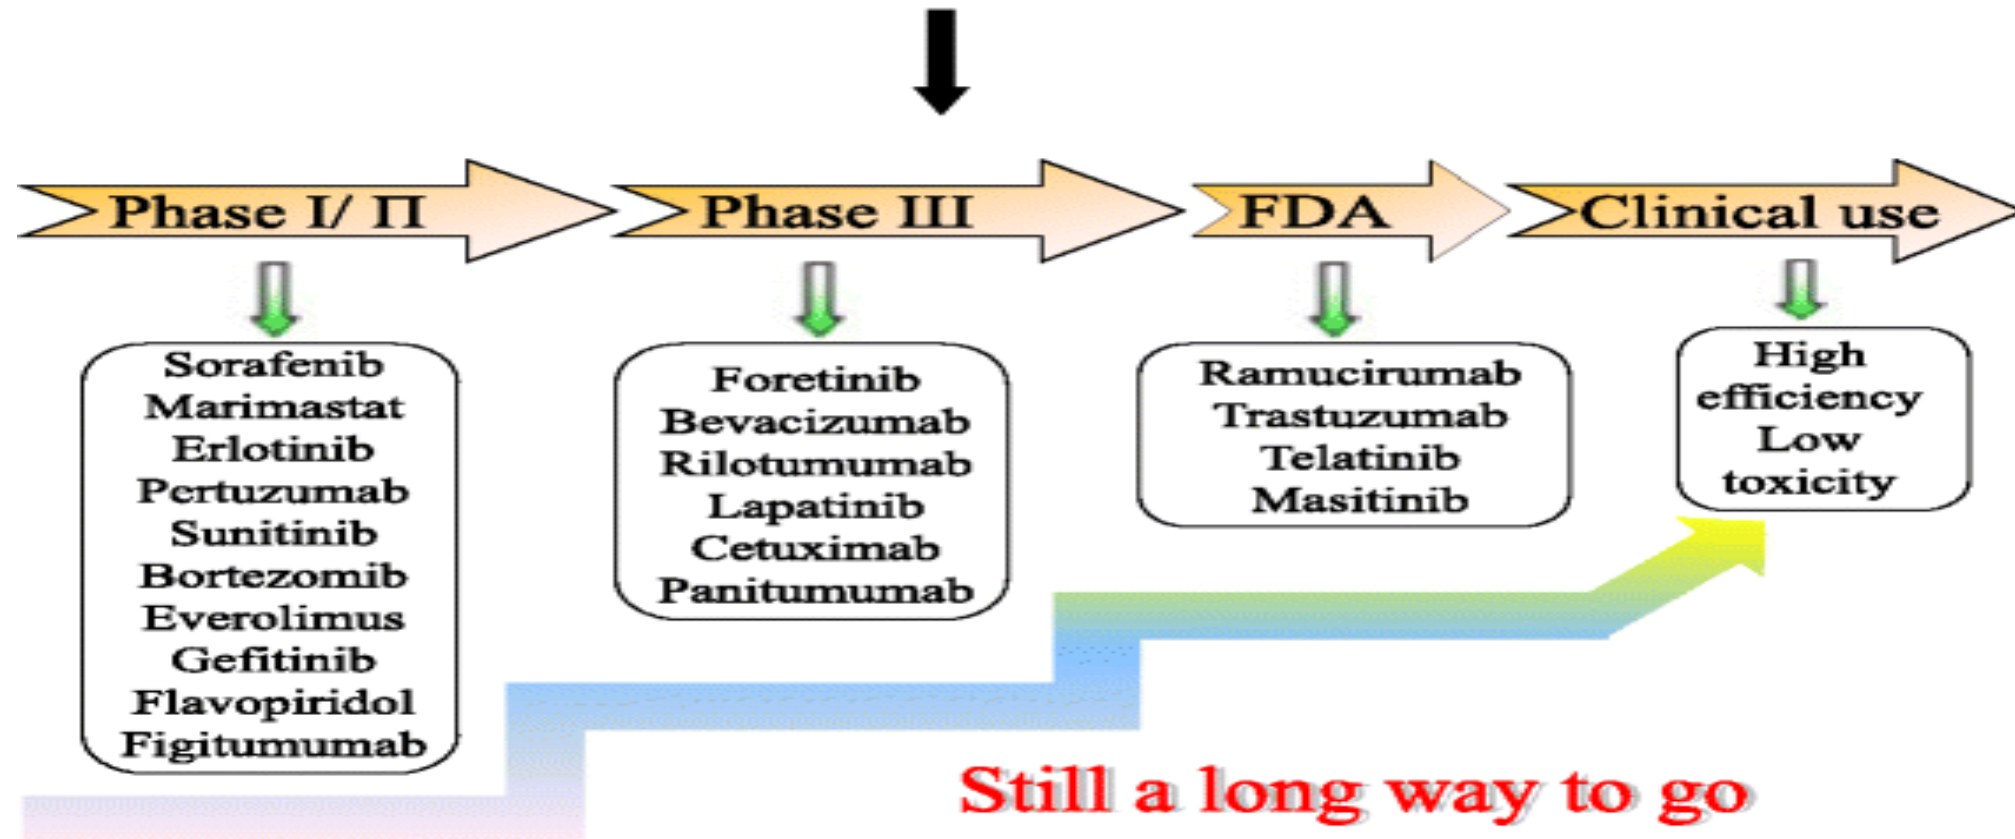 Phase I/ II
Phase III
FDA
Clinical use
Sorafenib
Marimastat
Erlotinib
Pertuzumab
Sunitinib
Bortezomib
Everolimus
Gefitinib
Flavopiridol
Figitumumab
Foretinib
Bevacizumab
Rilotumumab
Lapatinib
Cetuximab
Panitumumab
Ramucirumab
Trastuzumab
Telatinib
Masitinib
High
efficiency
Low
toxicity
Still a long way to go